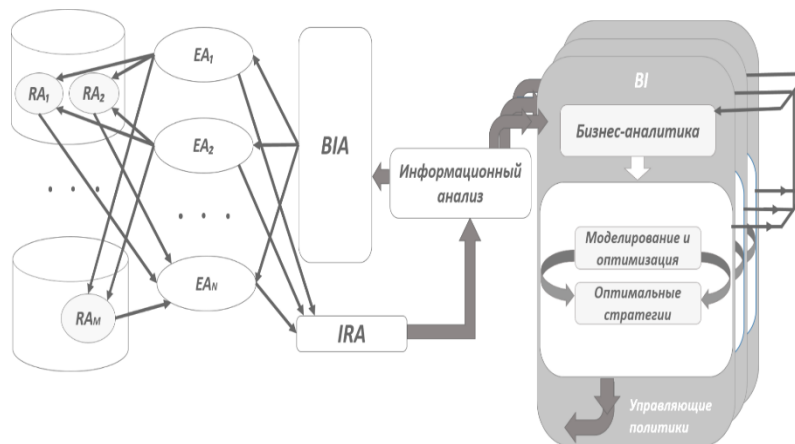 RA₁
RA₂
. . .
RAM
EA₁
EA₂
. . .
EAN
BIA
IRA
Информационный
анализ
BI
Бизнес-аналитика
Моделирование и
оптимизация
Оптимальные
стратегии
Управляющие
политики